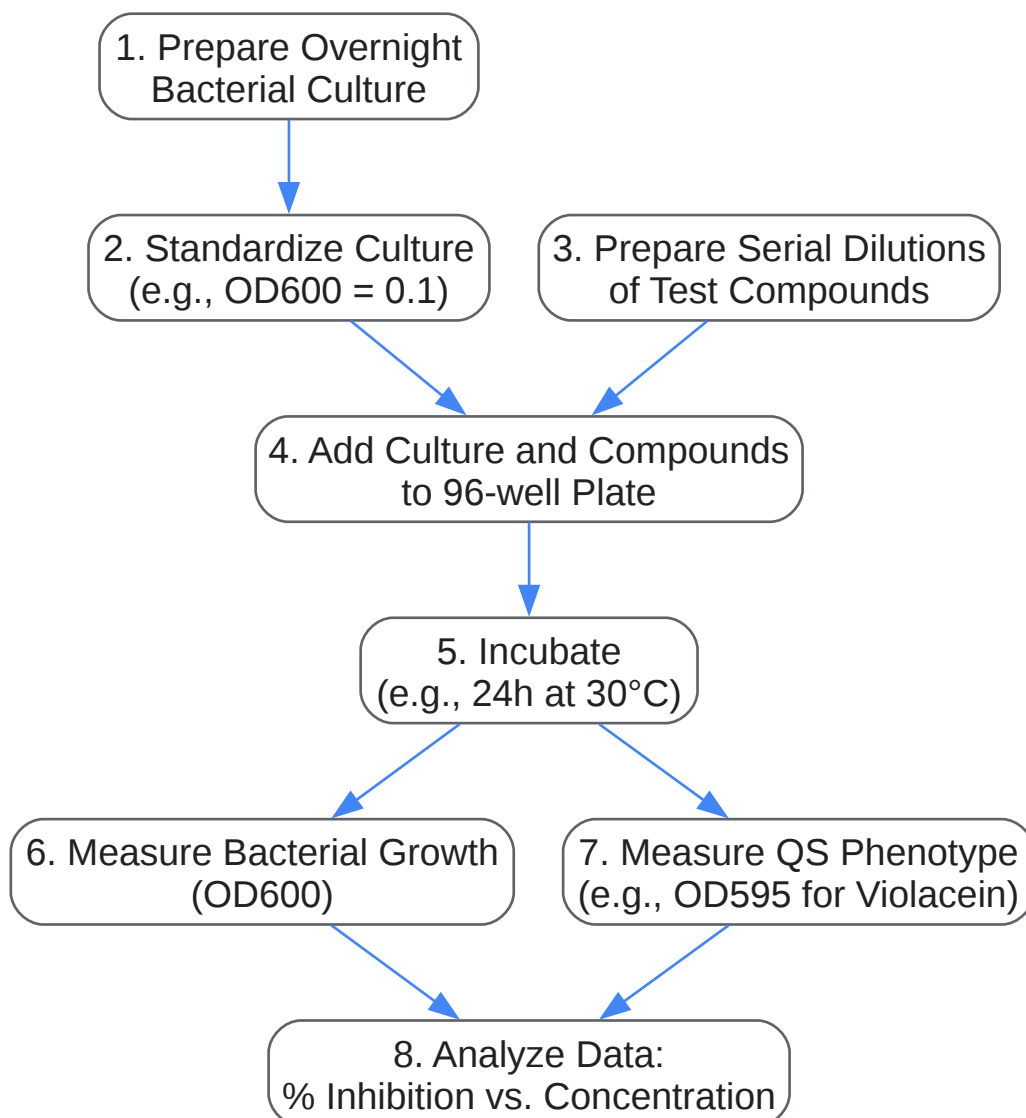 1. Prepare Overnight
Bacterial Culture
2. Standardize Culture
(e.g., OD600 = 0.1)
3. Prepare Serial Dilutions
of Test Compounds
4. Add Culture and Compounds
to 96-well Plate
5. Incubate
(e.g., 24h at 30°C)
6. Measure Bacterial Growth
(OD600)
7. Measure QS Phenotype
(e.g., OD595 for Violacein)
8. Analyze Data:
% Inhibition vs. Concentration